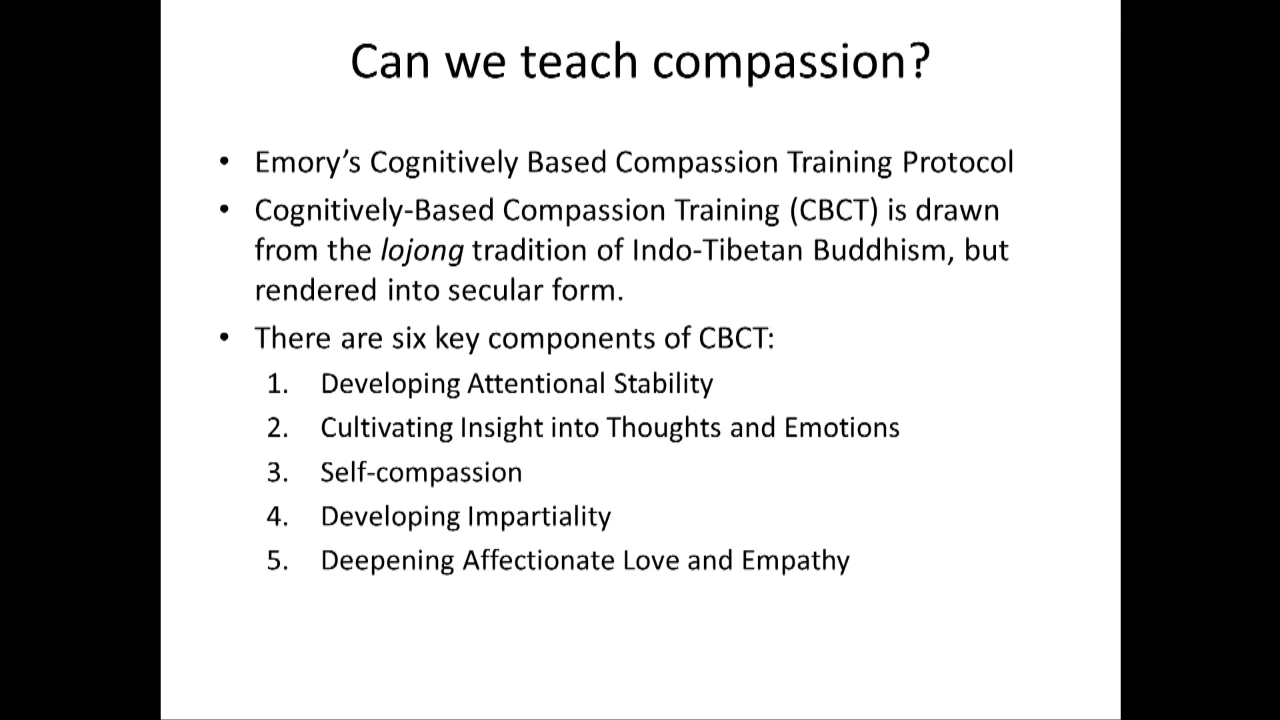 Can we teach compassion?
• Emory’s Cognitively Based Compassion Training Protocol
• Cognitively-Based Compassion Training (CBCT) is drawn
from the lojong tradition of Indo-Tibetan Buddhism, but
rendered into secular form.
• There are six key components of CBCT:
1. Developing Attentional Stability
2. Cultivating Insight into Thoughts and Emotions
3. Self-compassion
4. Developing Impartiality
5. Deepening Affectionate Love and Empathy